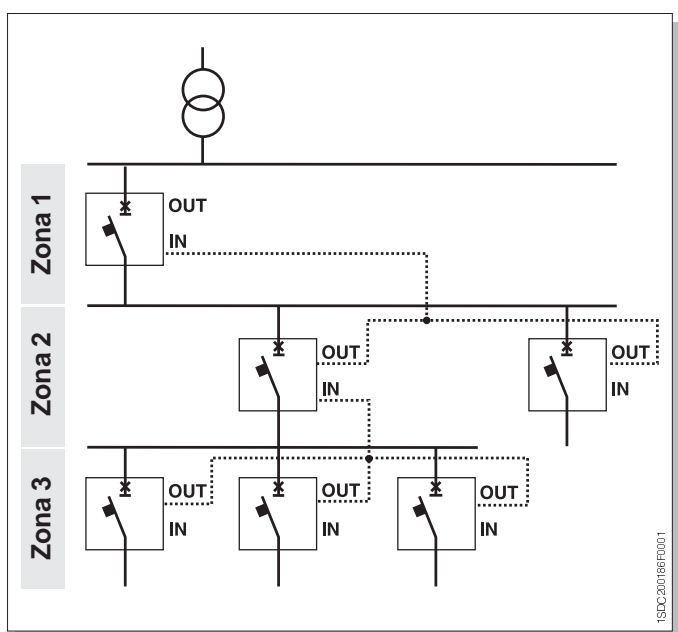 Zona 1
OUT
IN
Zona 2
OUT
IN
OUT
IN
Zona 3
OUT
IN
OUT
IN
OUT
IN
1SDC200186F0001